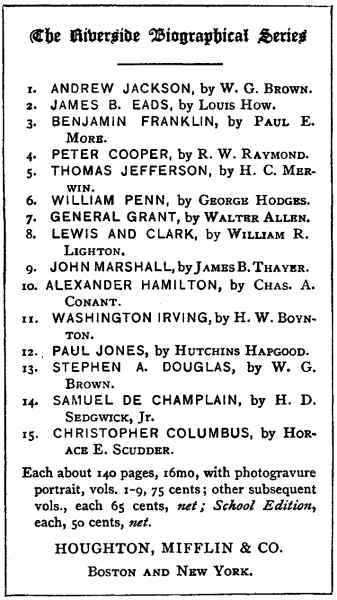 The Riverside Biographical Series
1. ANDREW JACKSON, by W. G. BROWN.
2. JAMES B. EADS, by LOUIS HOW.
3. BENJAMIN FRANKLIN, by PAUL E.
MORE.
4. PETER COOPER, by R. W. RAYMOND.
5. THOMAS JEFFERSON, by H. C. MER-
WIN.
6. WILLIAM PENN, by GEORGE HODGES.
7. GENERAL GRANT, by WALTER ALLEN.
8. LEWIS AND CLARK, by WILLIAM R.
LIGHTON.
9. JOHN MARSHALL, by JAMES B. THAYER.
10. ALEXANDER HAMILTON, by CHAS. A.
CONANT.
11. WASHINGTON IRVING, by H. W. BOYN-
TON.
12. PAUL JONES, by HUTCHINS HAPGOOD.
13. STEPHEN A. DOUGLAS, by W. G.
BROWN.
14. SAMUEL DE CHAMPLAIN, by H. D.
SEDGWICK, Jr.
15. CHRISTOPHER COLUMBUS, by HOR-
ACE E. SCUDDER.
Each about 140 pages, 16mo, with photogravure
portrait, vols. 1-9, 75 cents; other subsequent
vols., each 65 cents, net; School Edition,
each, 50 cents, net.
HOUGHTON, MIFFLIN & CO.
BOSTON AND NEW YORK.